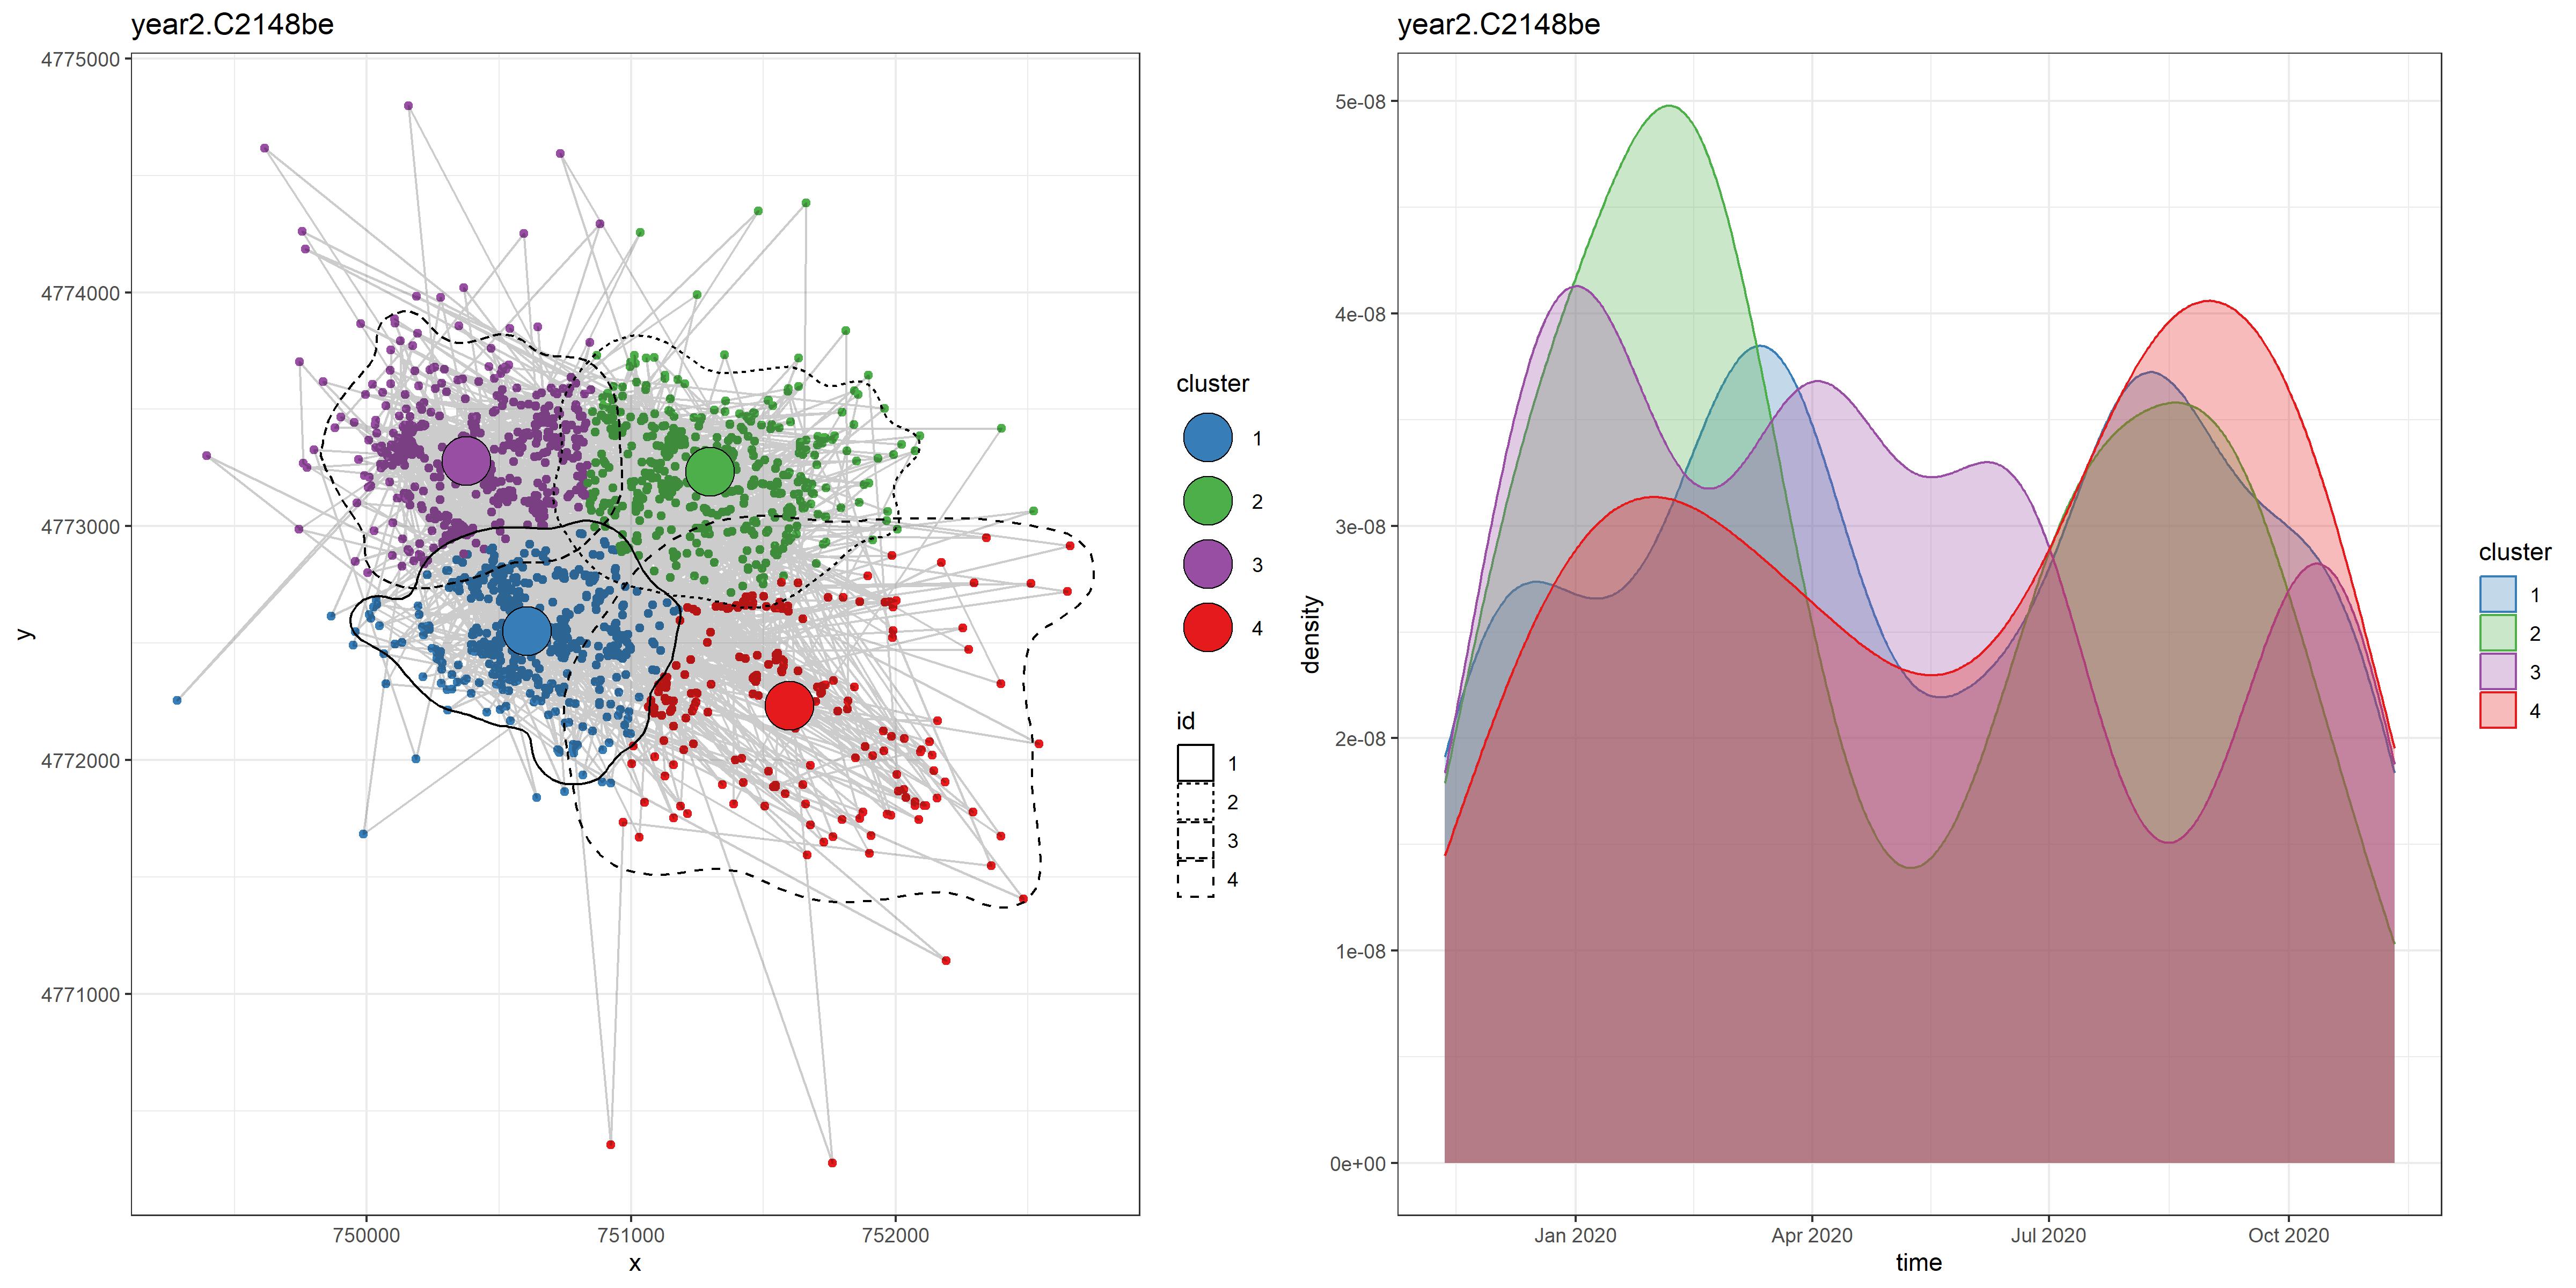 year2.C2148be
4775000
4774000
4773000
4772000
4771000
y
750000
751000
752000
x
cluster
1
2
3
4
id
1
2
3
4
year2.C2148be
5e-08
4e-08
3e-08
2e-08
1e-08
0e+00
density
Jan 2020
Apr 2020
Jul 2020
Oct 2020
time
cluster
1
2
3
4